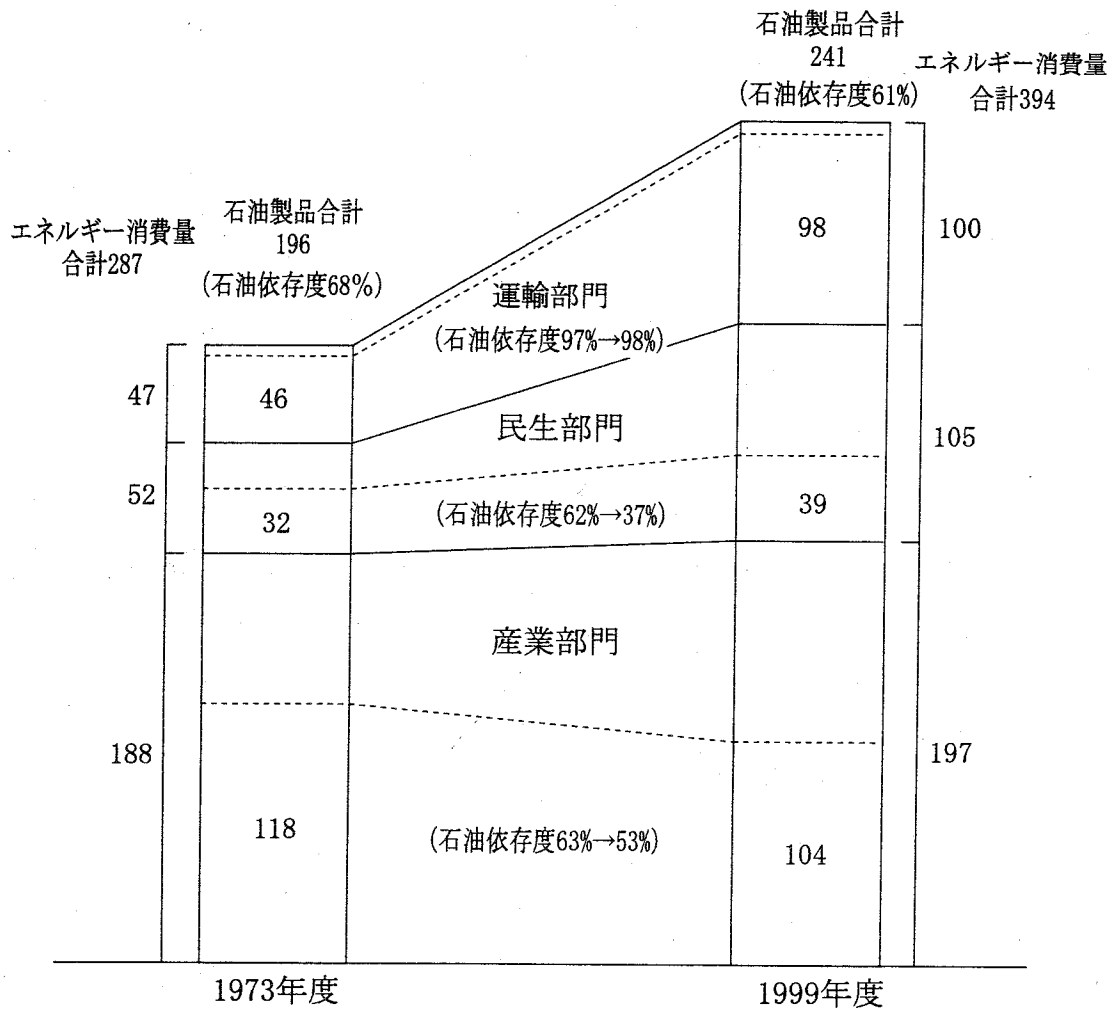 石油製品合計
241
(石油依存度61%)
エネルギー消費量
合計394
石油製品合計
196
(石油依存度68%)
エネルギー消費量
合計287
運輸部門
(石油依存度97%→98%)
98
100
47
46
民生部門
105
52
32
(石油依存度62%→37%)
39
産業部門
188
197
118
(石油依存度63%→53%)
104
1973年度
1999年度